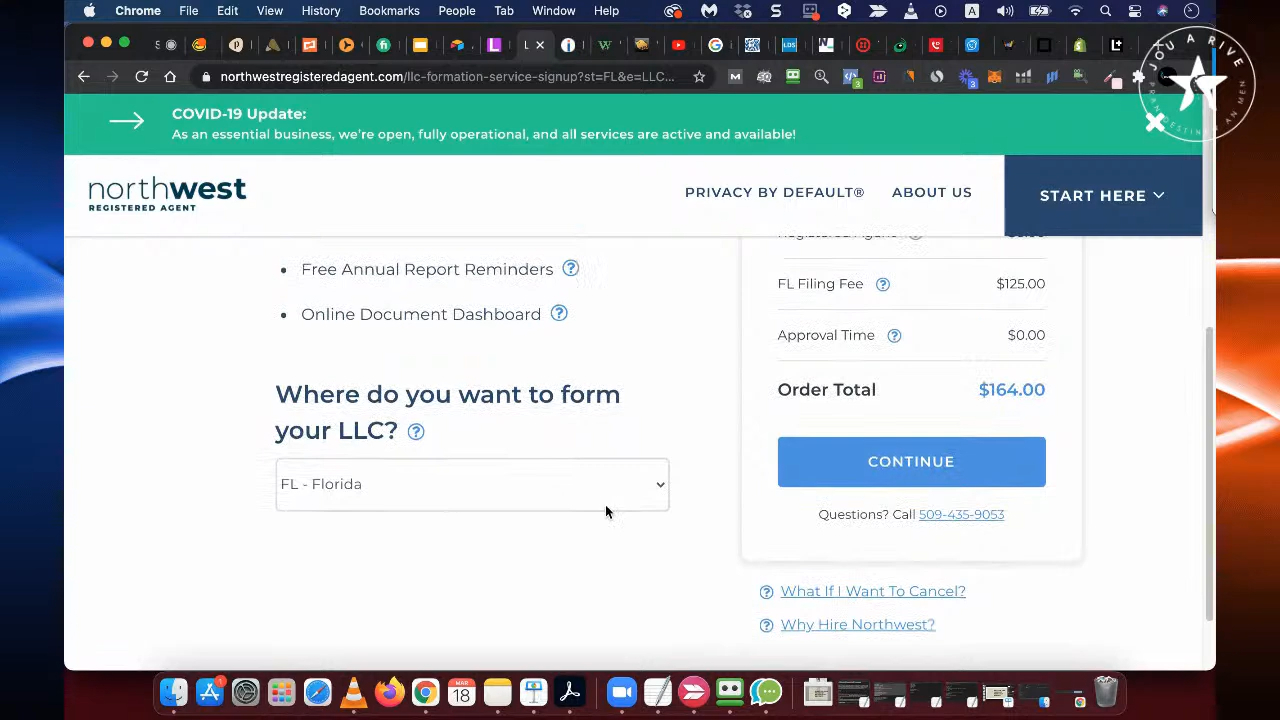 Chrome File Edit View History Bookmarks People Tab Window Help
northwestregisteredagent.com/llc-formation-service-signup?st=FL&e=LLC...
YOU ARIVE
COVID-19 Update:
As an essential business, we're open, fully operational, and all services are active and available!
northwest
REGISTERED AGENT
PRIVACY BY DEFAULT®
ABOUT US
START HERE
Free Annual Report Reminders
Online Document Dashboard
Where do you want to form
your LLC?
FL - Florida
FL Filing Fee $125.00
Approval Time $0.00
Order Total $164.00
CONTINUE
Questions? Call 509-435-9053
What If I Want To Cancel?
Why Hire Northwest?
MAR
18